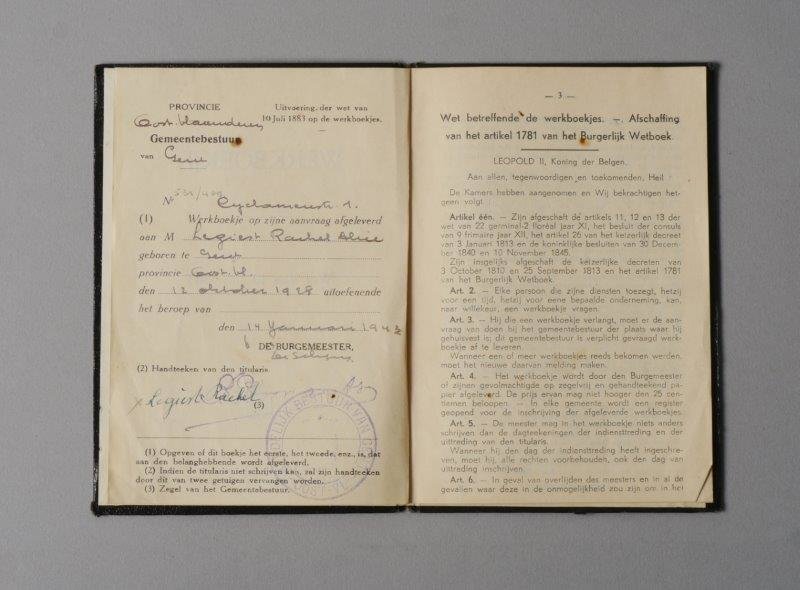 PROVINCIE
Oost-Vlaanderen
Gemeentebestuur
van Gent
Uitvoering der wet van
10 Juli 1883 op de werkboekjes.
No 531/409 Cyclamenstr. 1.
(1) Werkboekje op zijne aanvraag afgeleverd
aan M Legiest Rachel Alice
geboren te Gent
provincie Oost. Vl.
den 12 oktober 1928 uitoefenende
het beroep van
den 14 Januari 194
DE BURGEMEESTER,
(2) Handteeken van den titularis.
Legiest Rachel
(3)
(1) Opgeven of dit boekje het eerste, het tweede, enz., is, dat
aan den belanghebbende wordt afgeleverd.
(2) Indien de titularis niet schrijven kan, zal zijn handteeken
door dit van twee getuigen vervangen worden.
(3) Zegel van het Gemeentebestuur.
— 3 —
Wet betreffende de werkboekjes. — Afschaffing
van het artikel 1781 van het Burgerlijk Wetboek.
LEOPOLD II, Koning der Belgen,
Aan allen, tegenwoordigen en toekomenden, Heil
De Kamers hebben aangenomen en Wij bekrachtigen het-
geen volgt
Artikel één. — Zijn afgeschaft de artikels 11, 12 en 13 der
wet van 22 germinal-2 floréal jaar XI, het besluit der consuls
van 9 frimaire jaar XII, het artikel 26 van het keizerlijk decreet
van 3 Januari 1813 en de koninklijke besluiten van 30 Decem-
ber 1840 en 10 November 1845.
Zijn insgelijks afgeschaft de keizerlijke decreten van
3 October 1810 en 25 September 1813 en het artikel 1781
van het Burgerlijk Wetboek.
Art. 2. — Elke persoon die zijne diensten toezegt, hetzij
voor een tijd, hetzij voor eene bepaalde onderneming, kan,
naar willekeur, een werkboekje vragen.
Art. 3. — Hij die een werkboekje verlangt, moet er de aan-
vraag van doen bij het gemeentebestuur der plaats waar hij
gehuisvest is; dit gemeentebestuur is verplicht gevraagd werk-
boekje af te leveren.
Wanneer een of meer werkboekjes reeds bekomen werden,
moet het nieuwe daarvan melding maken.
Art. 4. — Het werkboekje wordt door den Burgemeester
of zijnen gevolmachtigde op zegelvrij en gehandteekend pa-
pier afgeleverd. De prijs ervan mag niet hooger den 25 cen-
tiemen beloopen. — In elke gemeente wordt een register
geopend voor de inschrijving der afgeleverde werkboekjes.
Art. 5. — De meester mag in het werkboekje niets anders
schrijven dan de dagteekeningen der indiensttreding en der
uittreding van den titularis.
Wanneer hij den dag der indiensttreding heeft ingeschre-
ven, moet hij, alle rechten voorbehouden, ook den dag van
uittreding inschrijven.
Art. 6. — In geval van overlijden des meesters en in al de
gevallen waar deze in de onmogelijkheid zou zijn om in het